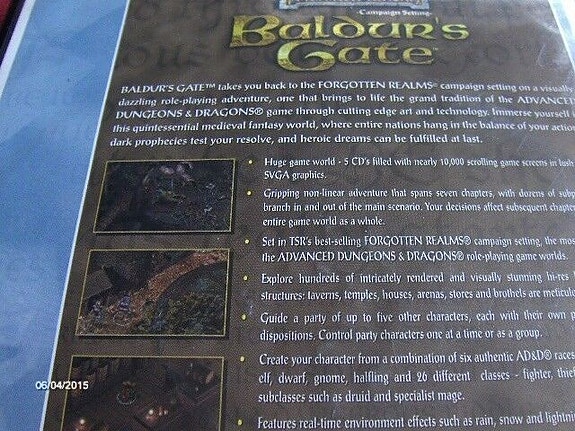 -Campaign Setting-
Baldur's
Gate™
BALDUR'S GATE™ takes you back to the FORGOTTEN REALMS® campaign setting on a visually
dazzling role-playing adventure, one that brings to life the grand tradition of the ADVANCED
DUNGEONS & DRAGONS® game through cutting edge art and technology. Immerse yourself i
this quintessential medieval fantasy world, where entire nations hang in the balance of your action
dark prophecies test your resolve, and heroic dreams can be fulfilled at last.
• Huge game world - 5 CD's filled with nearly 10,000 scrolling game screens in lush
SVGA graphics.
• Gripping non-linear adventure that spans seven chapters, with dozens of subp
branch in and out of the main scenario. Your decisions affect subsequent chapter
entire game world as a whole.
• Set in TSR's best-selling FORGOTTEN REALMS® campaign setting, the mos
the ADVANCED DUNGEONS & DRAGONS® role-playing game worlds.
• Explore hundreds of intricately rendered and visually stunning hi-res
structures: taverns, temples, houses, arenas, stores and brothels are meticul
• Guide a party of up to five other characters, each with their own p
dispositions. Control party characters one at a time or as a group.
• Create your character from a combination of six authentic AD&D® races
elf, dwarf, gnome, halfling and 26 different classes - fighter, thief
subclasses such as druid and specialist mage.
• Features real-time environment effects such as rain, snow and lightnin
06/04/2015